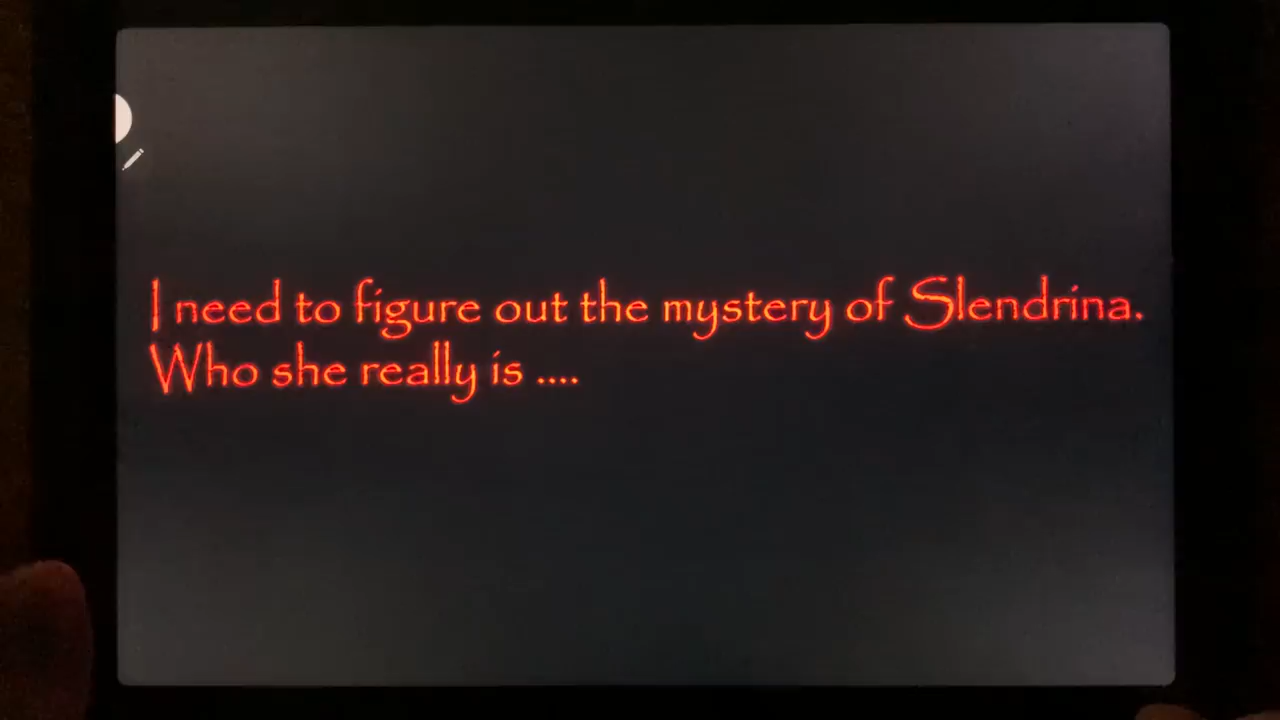 I need to figure out the mystery of Slendrina.
Who she really is ....